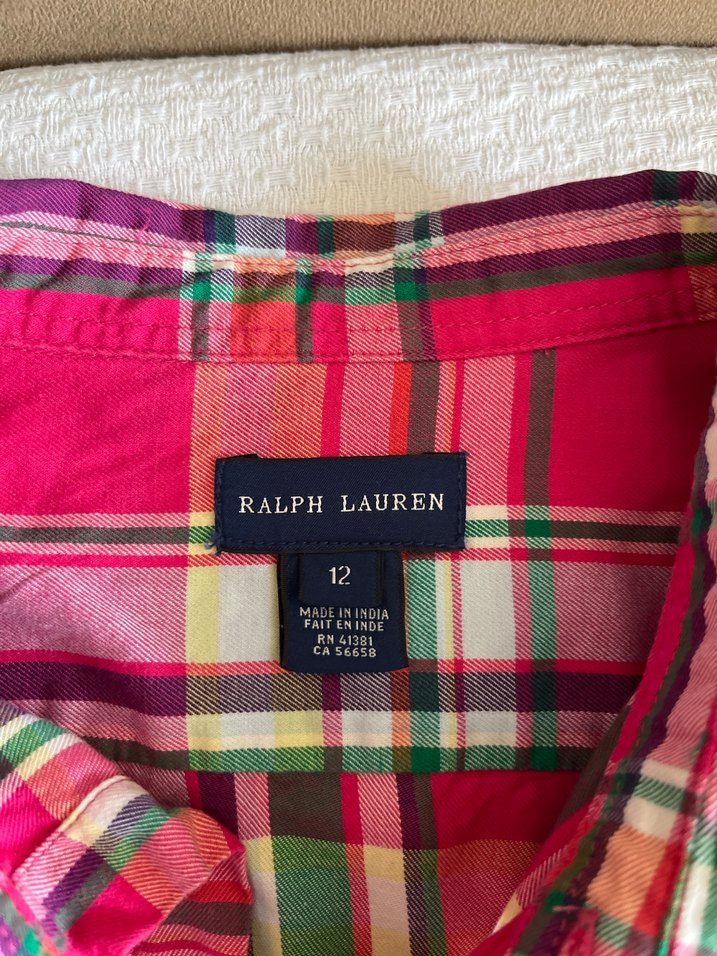 RALPH LAUREN
12
MADE IN INDIA
FAIT EN INDE
RN 41381
CA 56658